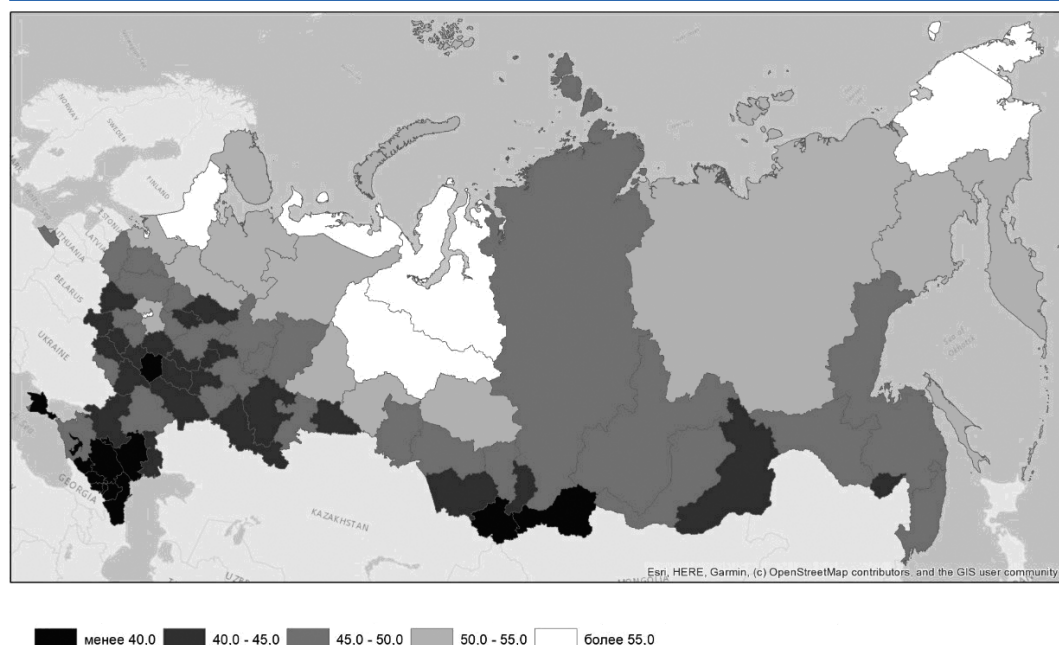 NORWAY
SWEDEN
FINLAND
ESTONIA
LATVIA
LITHUANIA
BELARUS
UKRAINE
GEORGIA
KAZAKHSTAN
MONGOLIA
Sea of
Okhotsk
Esri, HERE, Garmin, (c) OpenStreetMap contributors, and the GIS user community
менее 40.0 40.0 - 45.0 45.0 - 50.0 50.0 - 55.0 более 55.0